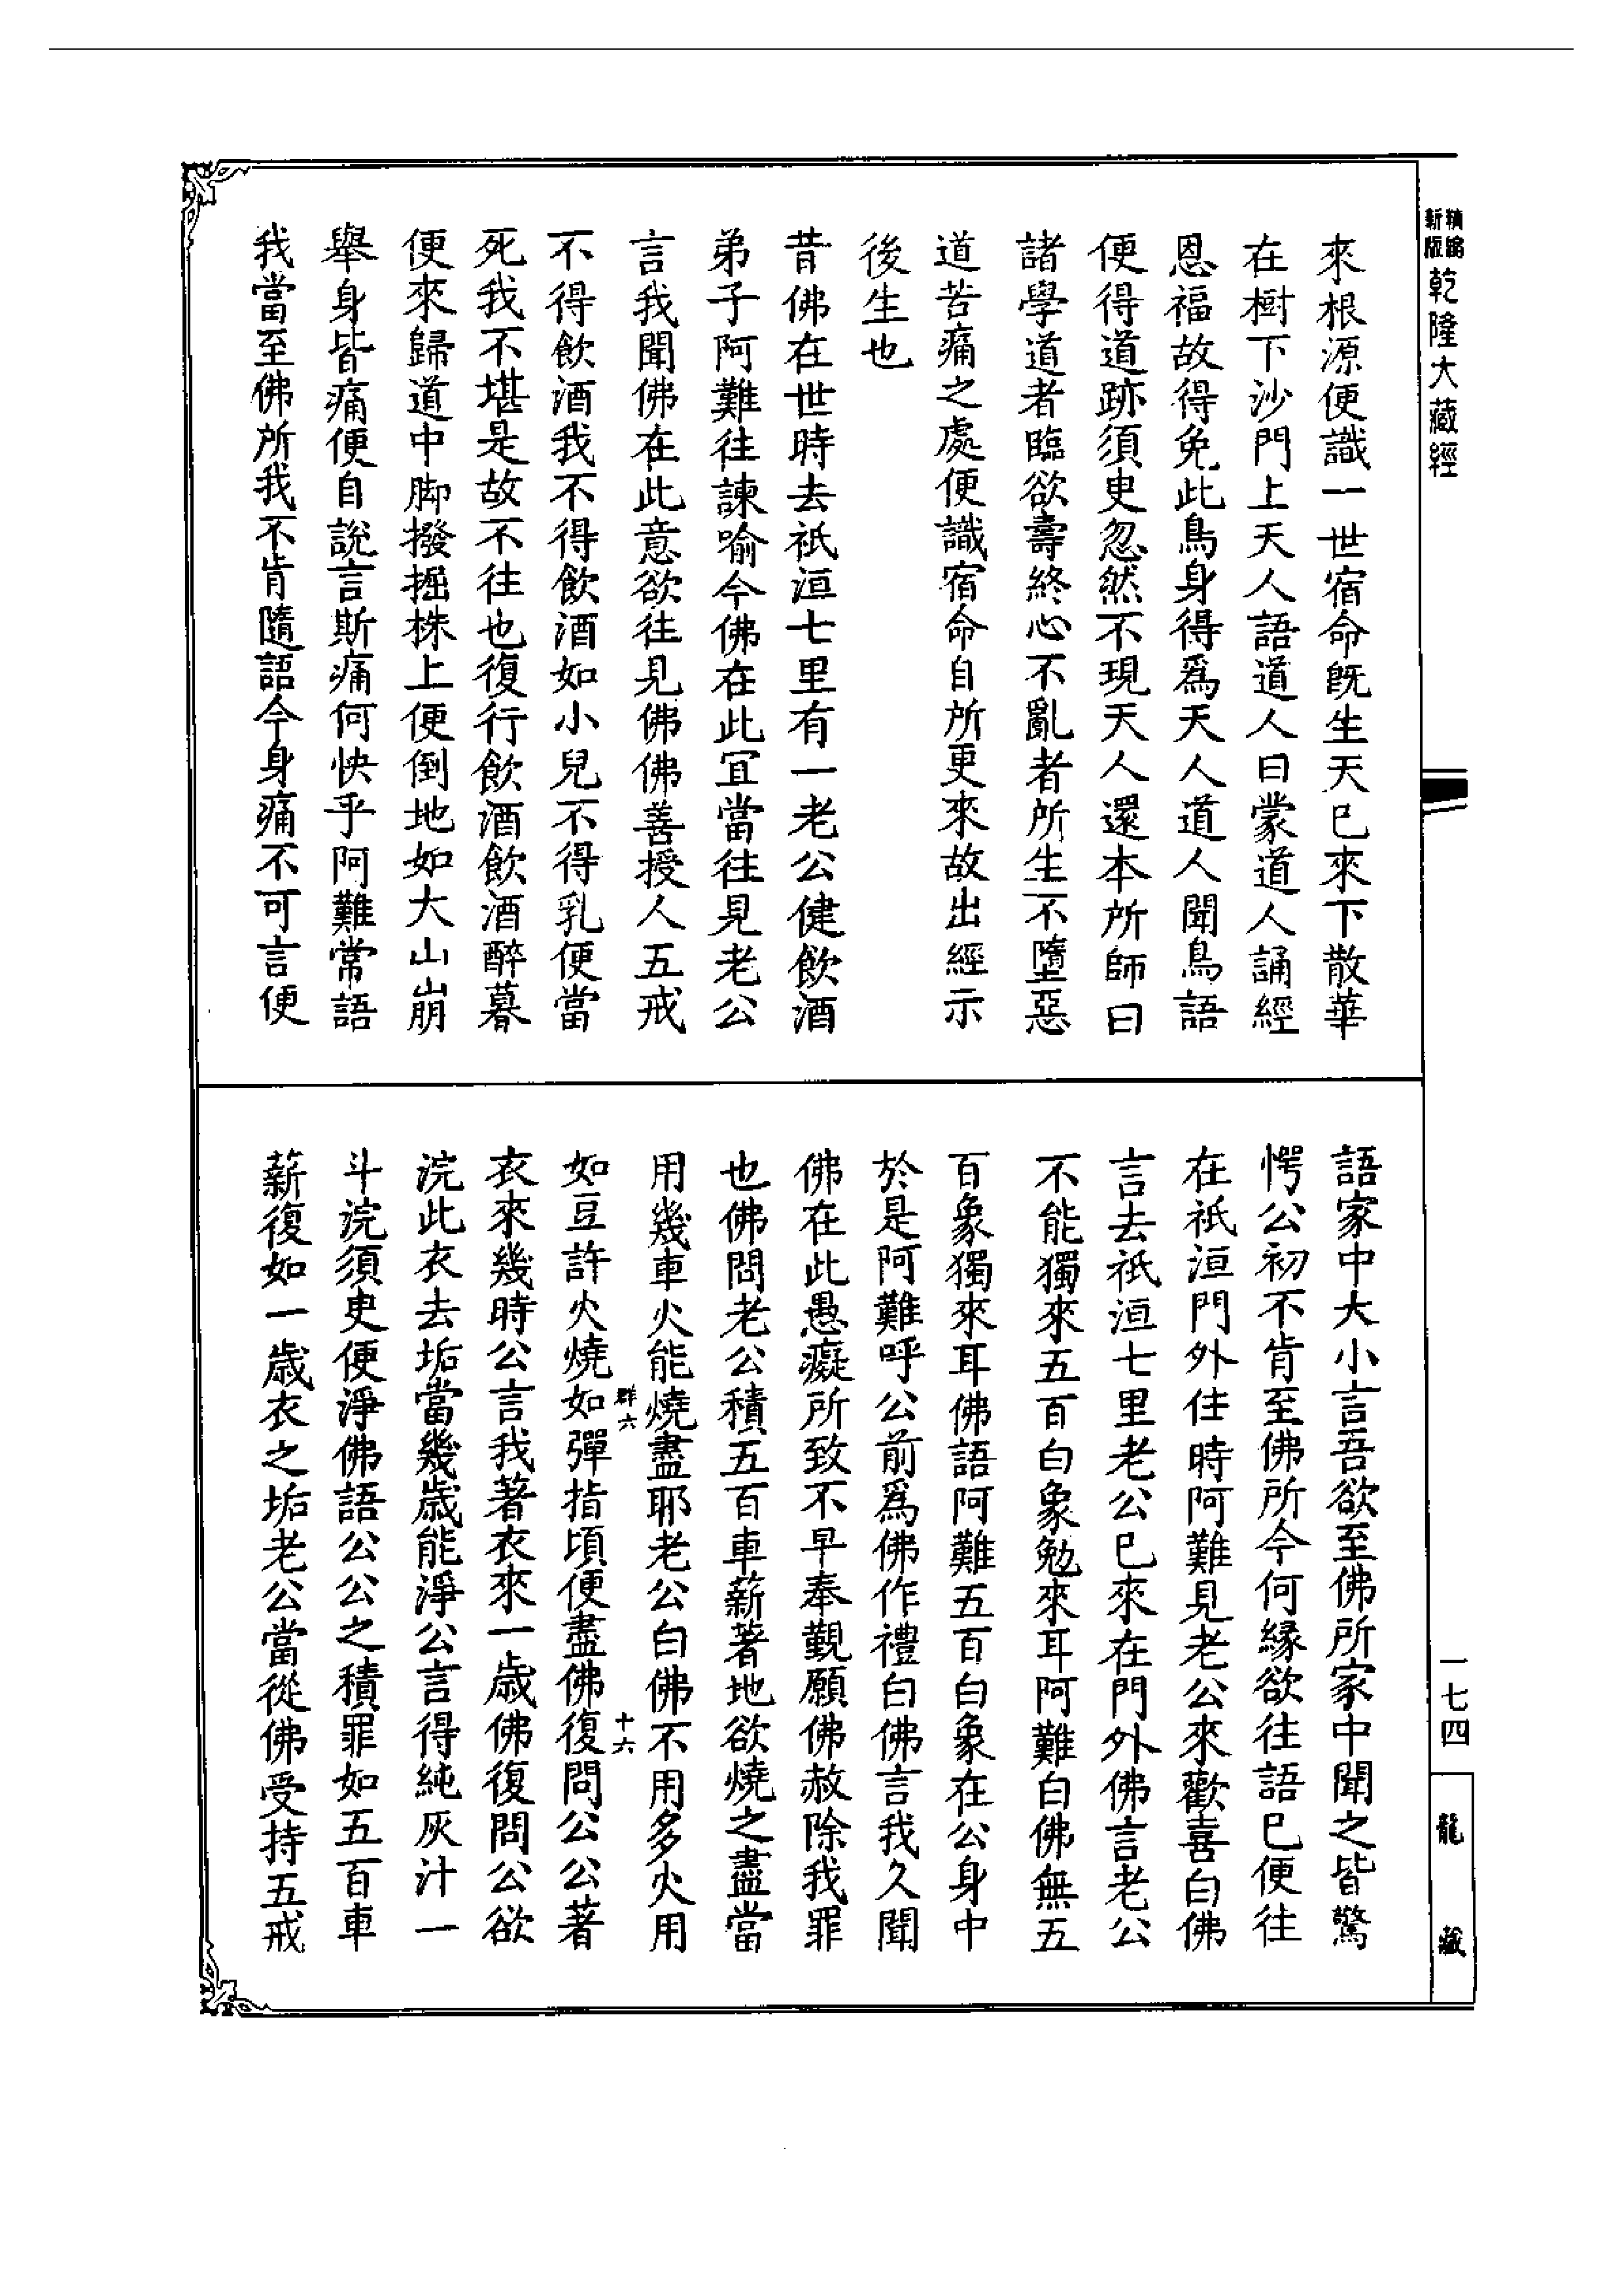 精縮
新版
乾隆大藏經
來根源便識一世宿命既生天已來下散華
在樹下沙門上天人語道人曰蒙道人誦經
恩福故得免此鳥身得爲天人道人聞鳥語
便得道跡須史忽然不現天人還本所師曰
諸學道者臨欲壽終心不亂者所生不墮惡
道苦痛之處便識宿命自所更來故出經示
後生也
昔佛在世時去祇洹七里有一老公健飲酒
弟子阿難往諫喻今佛在此宜當往見老公
言我聞佛在此意欲往見佛佛善授人五戒
不得飲酒我不得飲酒如小兒不得乳便當
死我不堪是故不往也復行飲酒飲酒醉暮
便來歸道中脚撥掘株上便倒地如大山崩
舉身皆痛便自說言斯痛何快乎阿難常語
我當至佛所我不肯隨語今身痛不可言便
語家中大小言吾欲至佛所家中聞之皆驚
愕公初不肯至佛所今何緣欲往語已便往
在祇洹門外住時阿難見老公來歡喜白佛
言去祇洹七里老公已來在門外佛言老公
不能獨來五百白象勉來耳阿難白佛無五
百象獨來耳佛語阿難五百白象在公身中
於是阿難呼公前爲佛作禮白佛言我久聞
佛在此愚癡所致不早奉覲願佛赦除我罪
也佛問老公積五百車薪著地欲燒之盡當
用幾車火能燒盡耶老公白佛不用多火用
群六
十六
如豆許火燒如彈指頃便盡佛復問公公著
衣來幾時公言我著衣來一歲佛復問公欲
浣此衣去垢當幾歲能淨公言得純灰汁一
斗浣須史便淨佛語公公之積罪如五百車
薪復如一歲衣之垢老公當從佛受持五戒
一七四
龍
藏